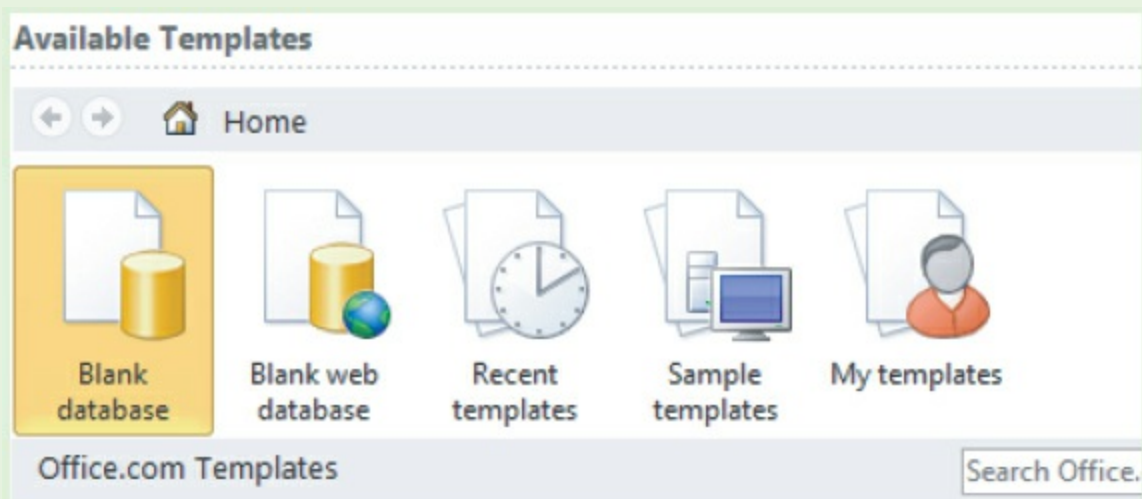 Available Templates
Home
Blank database
Blank web database
Recent templates
Sample templates
My templates
Office.com Templates
Search Office.